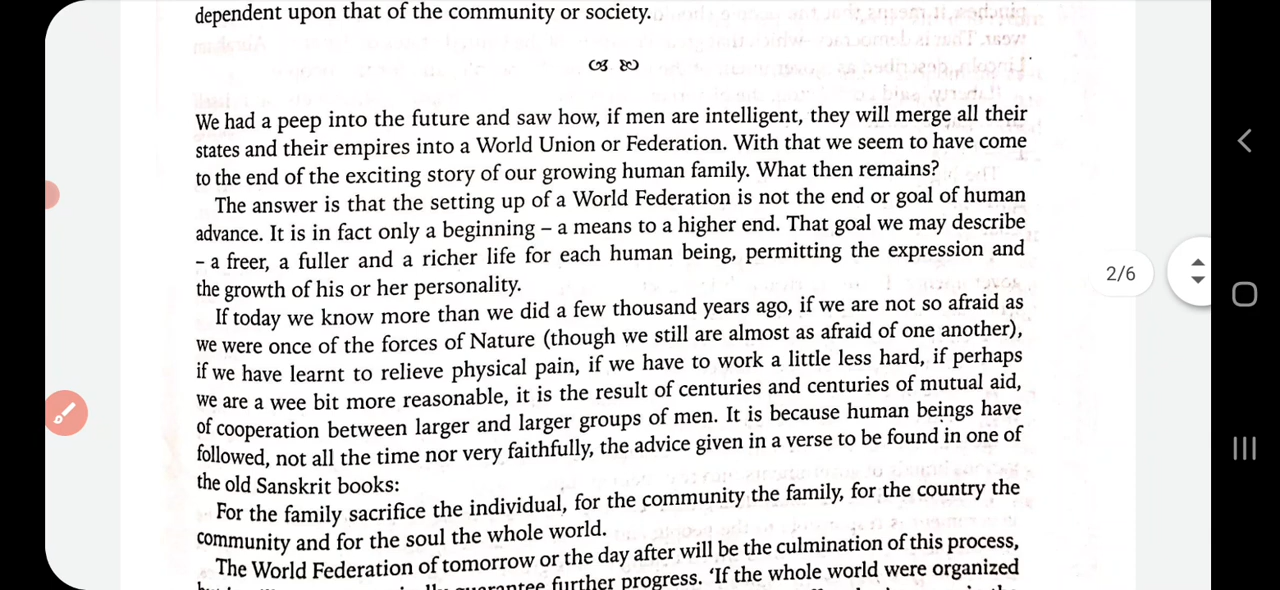 dependent upon that of the community or society.
We had a peep into the future and saw how, if men are intelligent, they will merge all their
states and their empires into a World Union or Federation. With that we seem to have come
to the end of the exciting story of our growing human family. What then remains?
The answer is that the setting up of a World Federation is not the end or goal of human
advance. It is in fact only a beginning – a means to a higher end. That goal we may describe
– a freer, a fuller and a richer life for each human being, permitting the expression and
the growth of his or her personality.
If today we know more than we did a few thousand years ago, if we are not so afraid as
we were once of the forces of Nature (though we still are almost as afraid of one another),
if we have learnt to relieve physical pain, if we have to work a little less hard, if perhaps
we are a wee bit more reasonable, it is the result of centuries and centuries of mutual aid,
of cooperation between larger and larger groups of men. It is because human beings have
followed, not all the time nor very faithfully, the advice given in a verse to be found in one of
the old Sanskrit books:
For the family sacrifice the individual, for the community the family, for the country the
community and for the soul the whole world.
The World Federation of tomorrow or the day after will be the culmination of this process,
further progress. 'If the whole world were organized
2/6